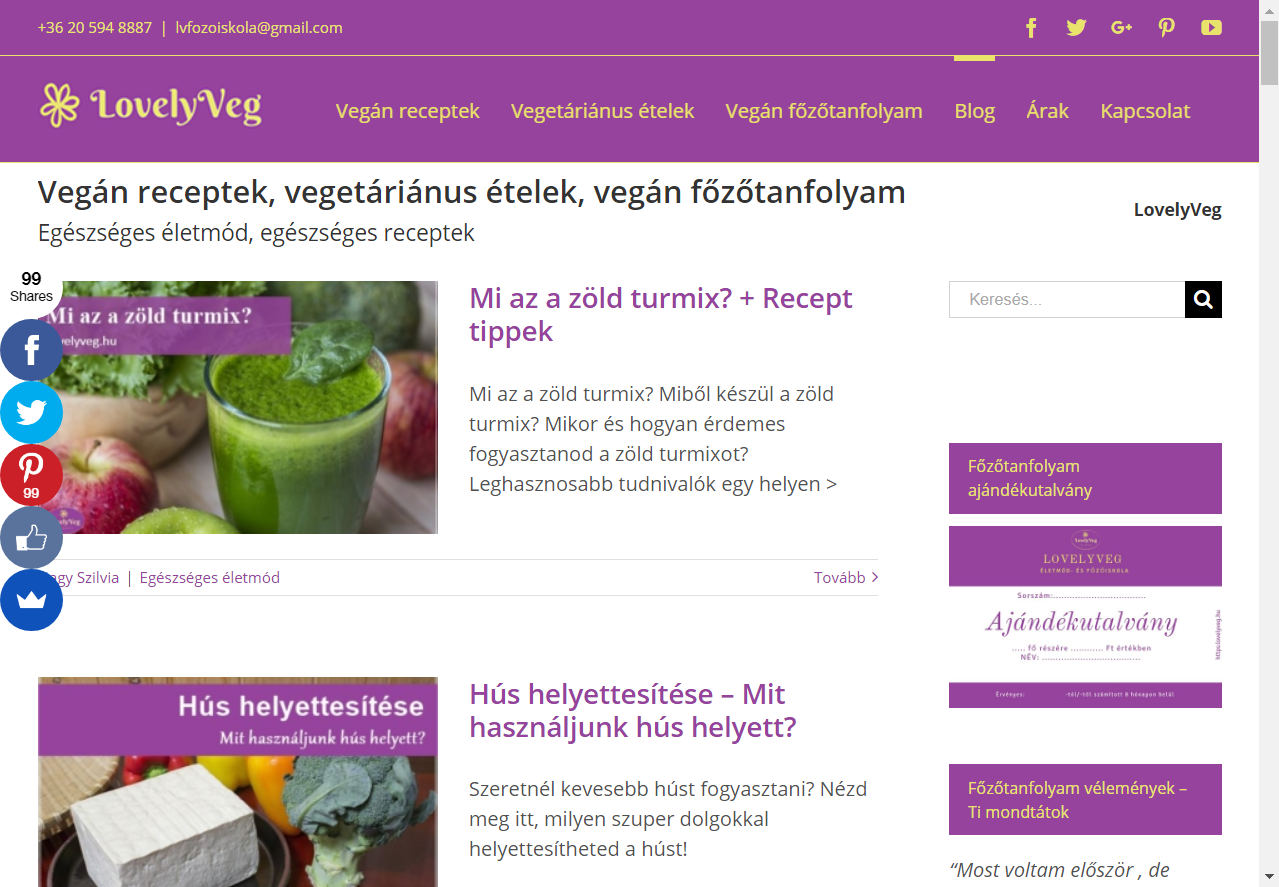 +36 20 594 8887 | lvfozoiskola@gmail.com
LovelyVeg
Vegán receptek
Vegetáriánus ételek
Vegán főzőtanfolyam
Blog
Árak
Kapcsolat
Vegán receptek, vegetáriánus ételek, vegán főzőtanfolyam
Egészséges életmód, egészséges receptek
LovelyVeg
99
Shares
99
Mi az a zöld turmix?
Mi az a zöld turmix? + Recept
tippek
Mi az a zöld turmix? Miből készül a zöld
turmix? Mikor és hogyan érdemes
fogyasztanod a zöld turmixot?
Leghasznosabb tudnivalók egy helyen >
Szilvia | Egészséges életmód
Tovább
Hús helyettesítése
Mit használjunk hús helyett?
Hús helyettesítése – Mit
használjunk hús helyett?
Szeretnél kevesebb húst fogyasztani? Nézd
meg itt, milyen szuper dolgokkal
helyettesítheted a húst!
Keresés...
Főzőtanfolyam
ajándékutalvány
LOVELYVEG
ÉLETMÓD- ÉS FŐZŐISKOLA
Sorszám:...............................
Ajándékutalvány
..... fő részére ............ Ft értékben
NÉV: ...................................
https:lovelyveg.hu
Érvényes: -tól/-től számított 8 hónapon belül
Főzőtanfolyam vélemények –
Ti mondtátok
“Most voltam először , de